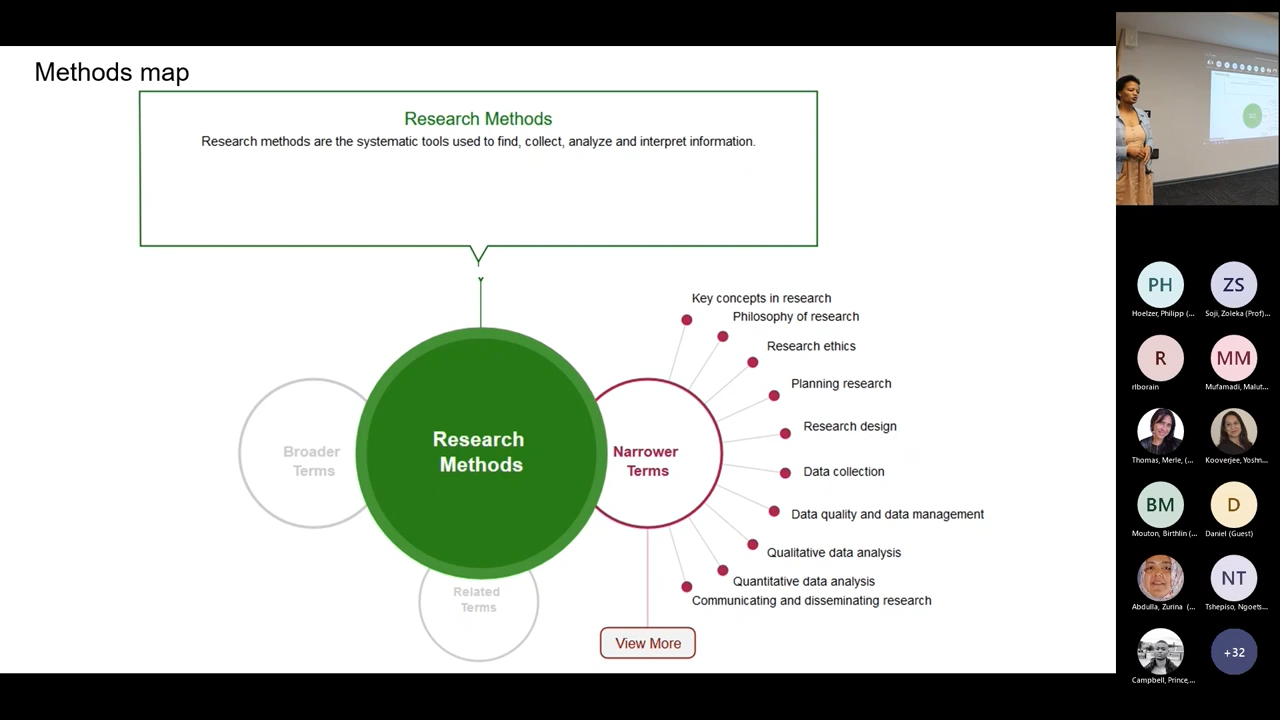 Methods map
Research Methods
Research methods are the systematic tools used to find, collect, analyze and interpret information.
Key concepts in research
Philosophy of research
Research ethics
Planning research
Research design
Data collection
Data quality and data management
Qualitative data analysis
Quantitative data analysis
Communicating and disseminating research
Broader
Terms
Research
Methods
Narrower
Terms
Related
Terms
View More
PH
Hoelzer, Philipp (...
ZS
Soji, Zoleka (Prof)...
R
rlborain
MM
Mufamadi, Malut...
Thomas, Merle, (...
Kooverjee, Yoshn...
BM
Mouton, Birthlin (...
D
Daniel (Guest)
Abdulla, Zurina (...
NT
Tshepiso, Ngoets...
Campbell, Prince,...
+32